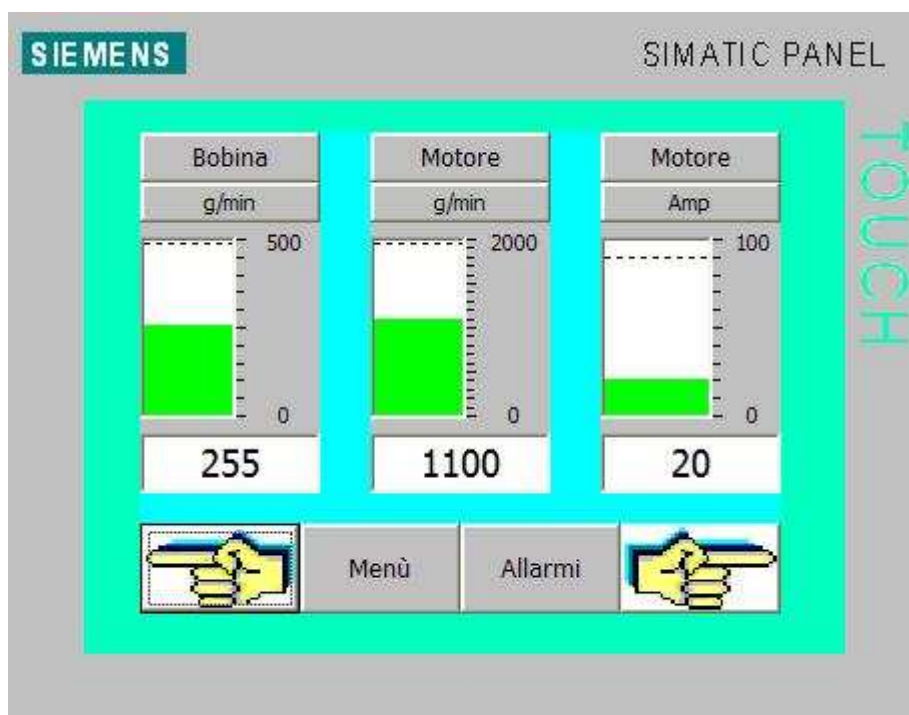 SIEMENS
SIMATIC PANEL
TOUCH
Bobina
g/min
500
0
255
Motore
g/min
2000
0
1100
Motore
Amp
100
0
20
Menù
Allarmi